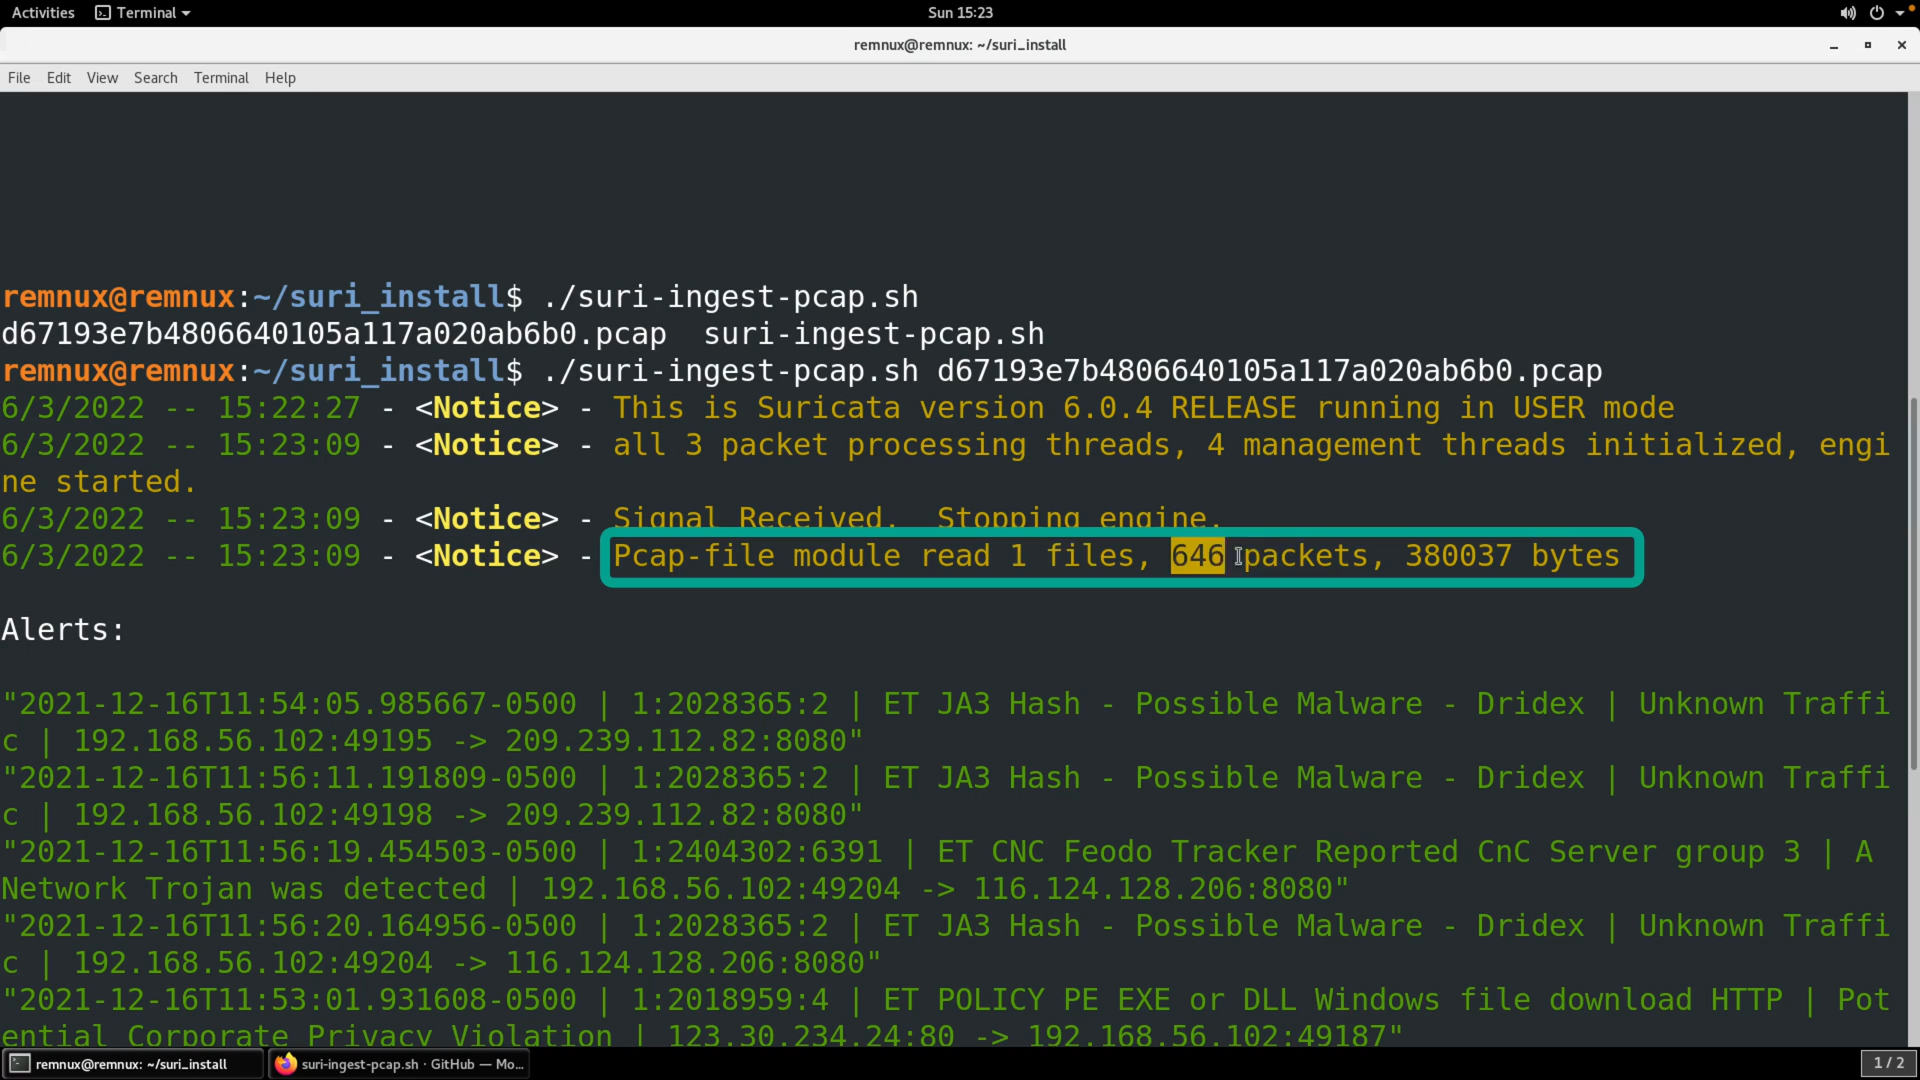 Activities Terminal Sun 15:23
remnux@remnux: ~/suri_install
File Edit View Search Terminal Help
remnux@remnux:~/suri_install$ ./suri-ingest-pcap.sh
d67193e7b4806640105a117a020ab6b0.pcap  suri-ingest-pcap.sh
remnux@remnux:~/suri_install$ ./suri-ingest-pcap.sh d67193e7b4806640105a117a020ab6b0.pcap
6/3/2022 -- 15:22:27 - <Notice> - This is Suricata version 6.0.4 RELEASE running in USER mode
6/3/2022 -- 15:23:09 - <Notice> - all 3 packet processing threads, 4 management threads initialized, engi
ne started.
6/3/2022 -- 15:23:09 - <Notice> - Signal Received.  Stopping engine.
6/3/2022 -- 15:23:09 - <Notice> - Pcap-file module read 1 files, 646 packets, 380037 bytes
Alerts:
"2021-12-16T11:54:05.985667-0500 | 1:2028365:2 | ET JA3 Hash - Possible Malware - Dridex | Unknown Traffi
c | 192.168.56.102:49195 -> 209.239.112.82:8080"
"2021-12-16T11:56:11.191809-0500 | 1:2028365:2 | ET JA3 Hash - Possible Malware - Dridex | Unknown Traffi
c | 192.168.56.102:49198 -> 209.239.112.82:8080"
"2021-12-16T11:56:19.454503-0500 | 1:2404302:6391 | ET CNC Feodo Tracker Reported CnC Server group 3 | A
Network Trojan was detected | 192.168.56.102:49204 -> 116.124.128.206:8080"
"2021-12-16T11:56:20.164956-0500 | 1:2028365:2 | ET JA3 Hash - Possible Malware - Dridex | Unknown Traffi
c | 192.168.56.102:49204 -> 116.124.128.206:8080"
"2021-12-16T11:53:01.931608-0500 | 1:2018959:4 | ET POLICY PE EXE or DLL Windows file download HTTP | Pot
ential Corporate Privacy Violation | 123.30.234.24:80 -> 192.168.56.102:49187"
remnux@remnux: ~/suri_install suri-ingest-pcap.sh · GitHub — Mo... 1 / 2